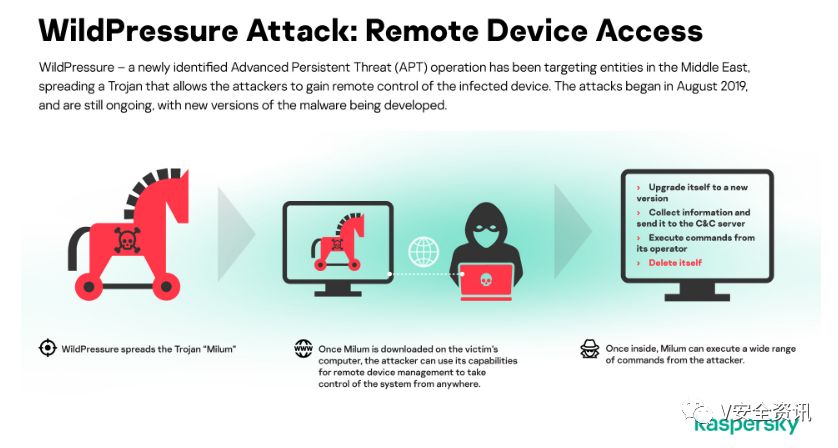 WildPressure Attack: Remote Device Access
WildPressure – a newly identified Advanced Persistent Threat (APT) operation has been targeting entities in the Middle East,
spreading a Trojan that allows the attackers to gain remote control of the infected device. The attacks began in August 2019,
and are still ongoing, with new versions of the malware being developed.
› Upgrade itself to a new
version
› Collect information and
send it to the C&C server
› Execute commands from
its operator
› Delete itself
WildPressure spreads the Trojan "Milum"
www
Once Milum is downloaded on the victim's
computer, the attacker can use its capabilities
for remote device management to take
control of the system from anywhere.
Once inside, Milum can execute a wide range
of commands from the attacker.
V安全资讯
kaspersky